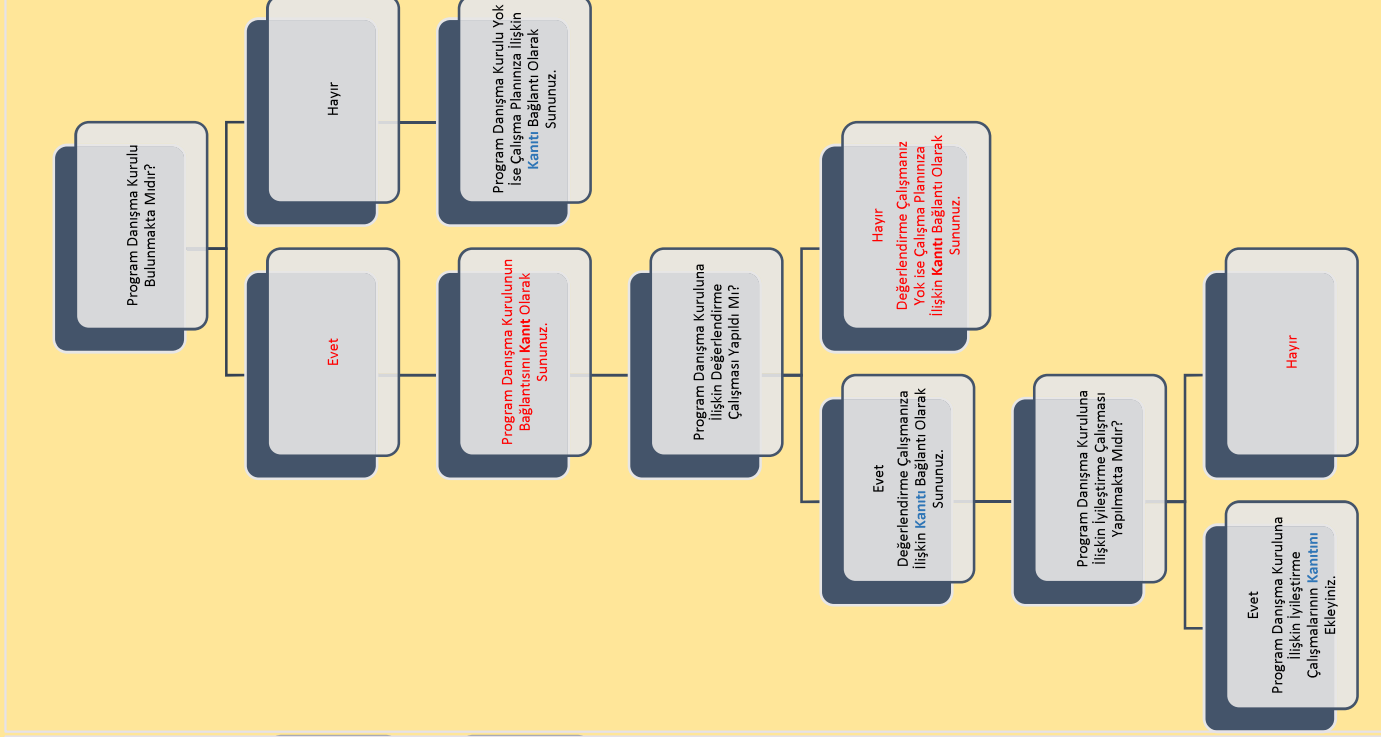 Program Danışma Kurulu
Bulunmakta Mıdır?
Evet
Program Danışma Kurulunun
Bağlantısını Kanıt Olarak
Sununuz.
Program Danışma Kuruluna
İlişkin Değerlendirme
Çalışması Yapıldı Mı?
Evet
Değerlendirme Çalışmanıza
İlişkin Kanıtı Bağlantı Olarak
Sununuz.
Program Danışma Kuruluna
İlişkin İyileştirme Çalışması
Yapılmakta Mıdır?
Evet
Program Danışma Kuruluna
İlişkin İyileştirme
Çalışmalarının Kanıtını
Ekleyiniz.
Hayır
Hayır
Değerlendirme Çalışmanız
Yok ise Çalışma Planınıza
İlişkin Kanıtı Bağlantı Olarak
Sununuz.
Hayır
Program Danışma Kurulu Yok
İse Çalışma Planınıza İlişkin
Kanıtı Bağlantı Olarak
Sununuz.